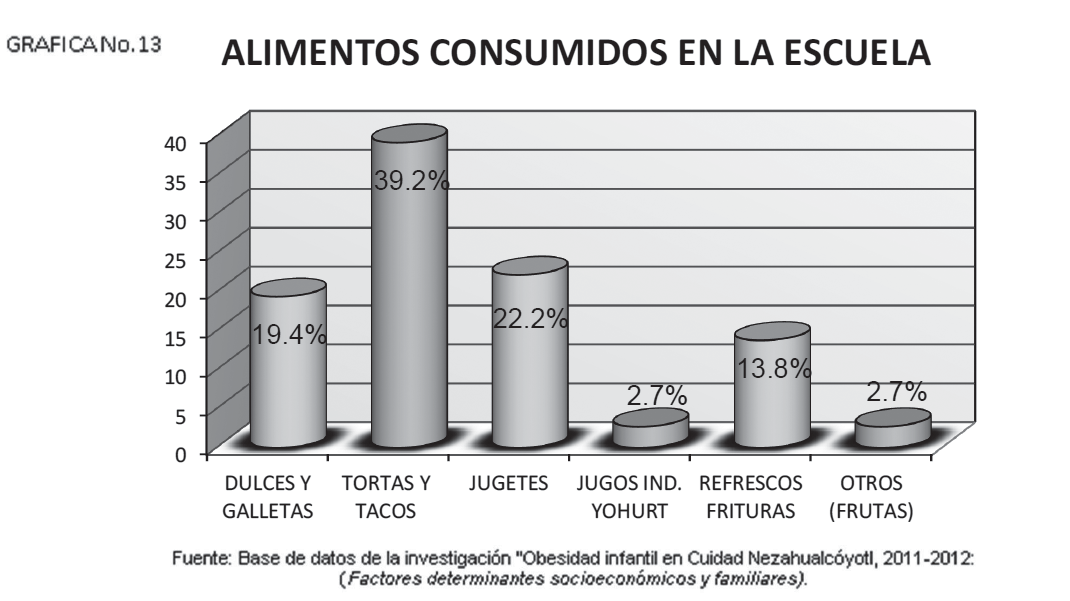 GRAFICA No. 13
ALIMENTOS CONSUMIDOS EN LA ESCUELA
40
35
30
25
20
15
10
5
0
19.4%
39.2%
22.2%
2.7%
13.8%
2.7%
DULCES Y
GALLETAS
TORTAS Y
TACOS
JUGETES
JUGOS IND.
YOHURT
REFRESCOS
FRITURAS
OTROS
(FRUTAS)
Fuente: Base de datos de la investigación "Obesidad infantil en Cuidad Nezahualcóyotl, 2011-2012:
(Factores determinantes socioeconómicos y familiares).